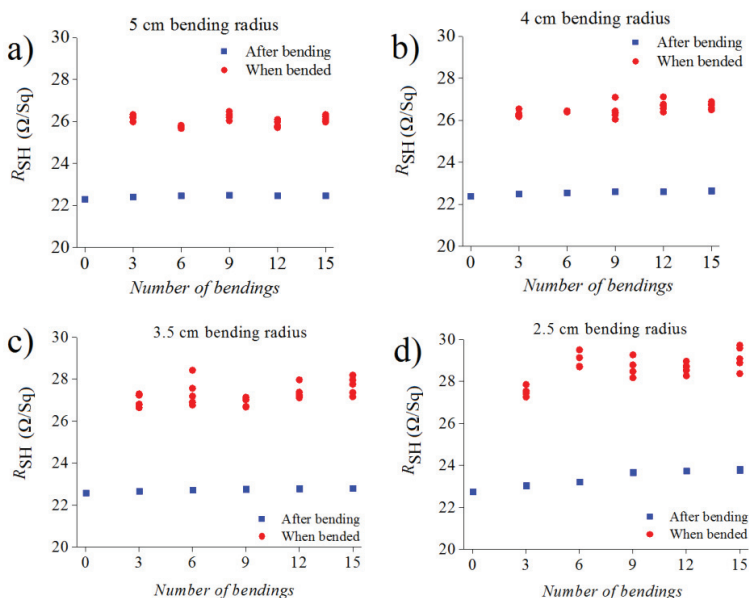 a)
5 cm bending radius
After bending
When bended
R_SH (Ω/Sq)
30
28
26
24
22
20
0 3 6 9 12 15
Number of bendings
b)
4 cm bending radius
After bending
When bended
R_SH (Ω/Sq)
30
28
26
24
22
20
0 3 6 9 12 15
Number of bendings
c)
3.5 cm bending radius
R_SH (Ω/Sq)
30
28
26
24
22
20
After bending
When bended
0 3 6 9 12 15
Number of bendings
d)
2.5 cm bending radius
R_SH (Ω/Sq)
30
28
26
24
22
20
After bending
When bended
0 3 6 9 12 15
Number of bendings